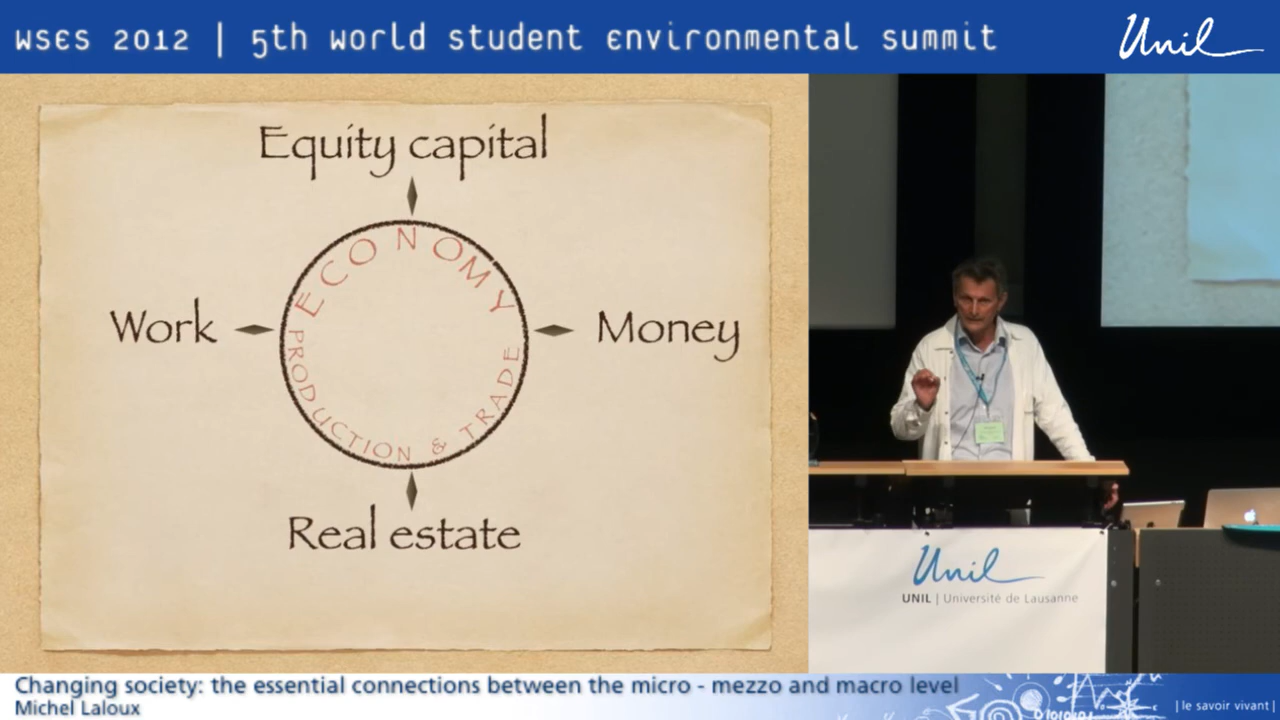 WSES 2012 | 5th world student environmental summit
Unil
Equity capital
ECONOMY
Work
Money
PRODUCTION & TRADE
Real estate
Unil
UNIL | Université de Lausanne
Changing society: the essential connections between the micro - mezzo and macro level
Michel Laloux
| le savoir vivant |